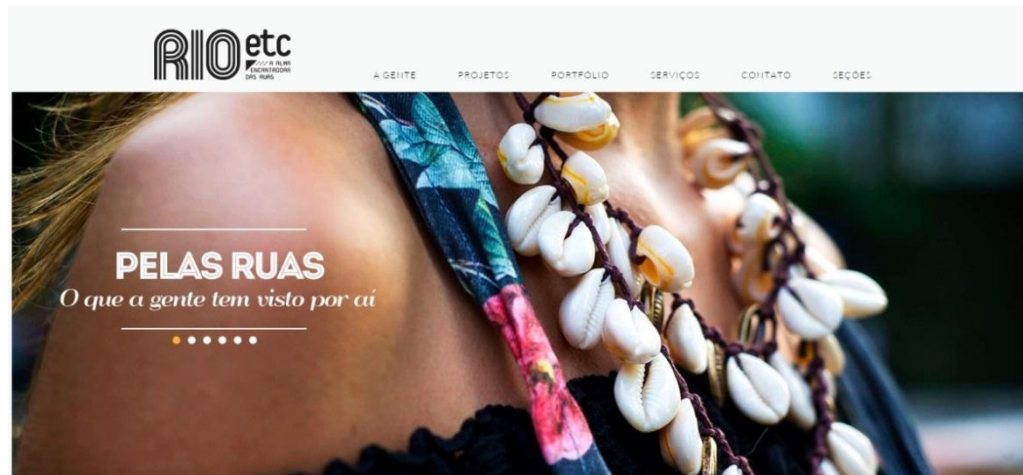 RIO etc
A ALMA
ENCANTADORA
DAS RUAS
A GENTE PROJETOS PORTFÓLIO SERVIÇOS CONTATO SEÇÕES
PELAS RUAS
O que a gente tem visto por aí